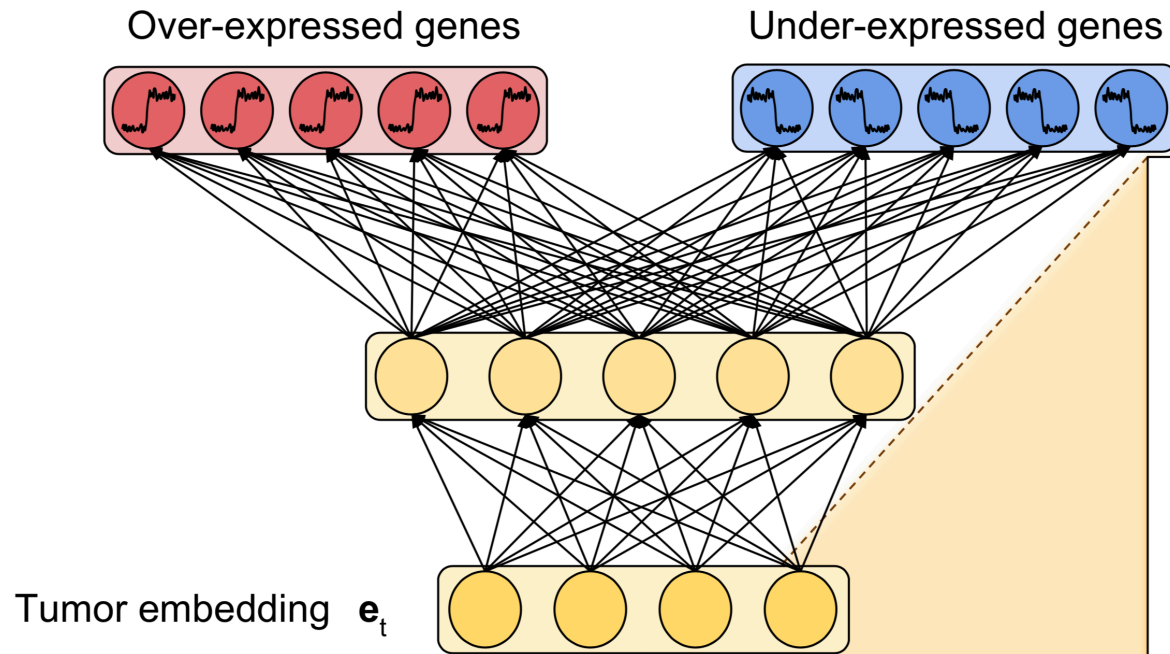 Over-expressed genes
Under-expressed genes
Tumor embedding e_t